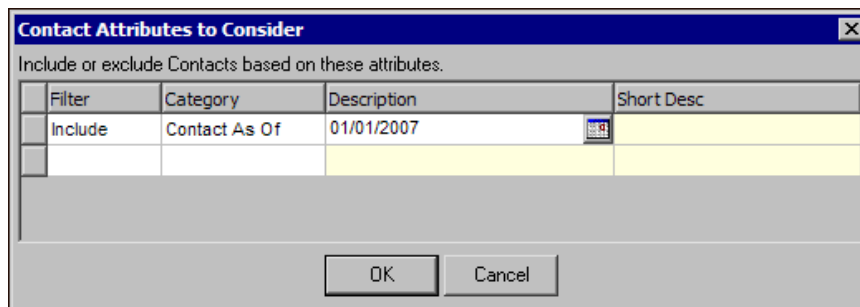 Contact Attributes to Consider
Include or exclude Contacts based on these attributes.
Filter Category Description Short Desc
Include Contact As Of 01/01/2007
OK Cancel